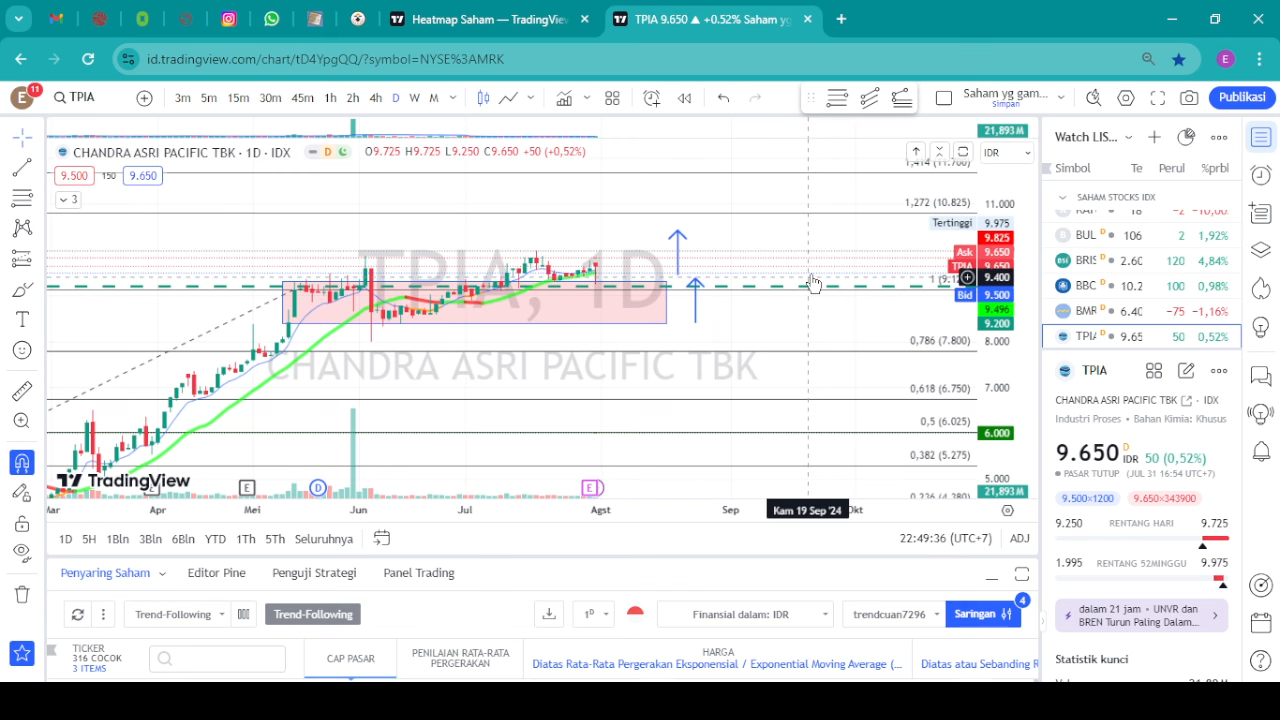 Heatmap Saham — TradingView
TPIA 9.650 ▲ +0.52% Saham yg
id.tradingview.com/chart/tD4YpgQQ/?symbol=NYSE%3AMRK
E
E
11
TPIA
3m 5m 15m 30m 45m 1h 2h 4h D W M
Saham yg gam...
Simpan
Publikasi
CHANDRA ASRI PACIFIC TBK · 1D · IDX
D
O9.725 H9.725 L9.250 C9.650 +50 (+0,52%)
9.500 150 9.650
3
IDR
21,893 M
1,272 (10.825)
11.000
Tertinggi 9.975
9.825
Ask 9.650
TPIA 9.650
9.400
Bid 9.500
9.496
9.200
8.000
0,786 (7.800)
7.000
0,618 (6.750)
0,5 (6.025)
6.000
0,382 (5.275)
5.000
0,236 (4.380)
21,893 M
TPIA, 1D
CHANDRA ASRI PACIFIC TBK
TradingView
E
D
E
Apr Mei Jun Jul Agst Sep
Kam 19 Sep '24
1D 5H 1Bln 3Bln 6Bln YTD 1Th 5Th Seluruhnya
22:49:36 (UTC+7)
ADJ
Penyaring Saham Editor Pine Penguji Strategi Panel Trading
Trend-Following
Trend-Following
1D
Finansial dalam: IDR
trendcuan7296
Saringan
4
TICKER
316 COCOK
3 ITEMS
CAP PASAR
PENILAIAN RATA-RATA
PERGERAKAN
HARGA
Diatas Rata-Rata Pergerakan Eksponensial / Exponential Moving Average (...
Diatas atau Sebanding R
Watch LIS...
Simbol Te Perul %prbl
SAHAM STOCKS IDX
BUL D 106 2 1,92%
BRIS D 2.60 120 4,84%
BBC D 10.2 100 0,98%
BMR D 6.40 −75 −1,16%
TPIA D 9.65 50 0,52%
TPIA
CHANDRA ASRI PACIFIC TBK IDX
Industri Proses • Bahan Kimia: Khusus
9.650 D IDR 50 (0,52%)
PASAR TUTUP (JUL 31 16:54 UTC+7)
9.500×1200 9.650×343900
9.250 RENTANG HARI 9.725
1.995 RENTANG 52MINGGU 9.975
dalam 21 jam • UNVR dan
BREN Turun Paling Dalam...
Statistik kunci